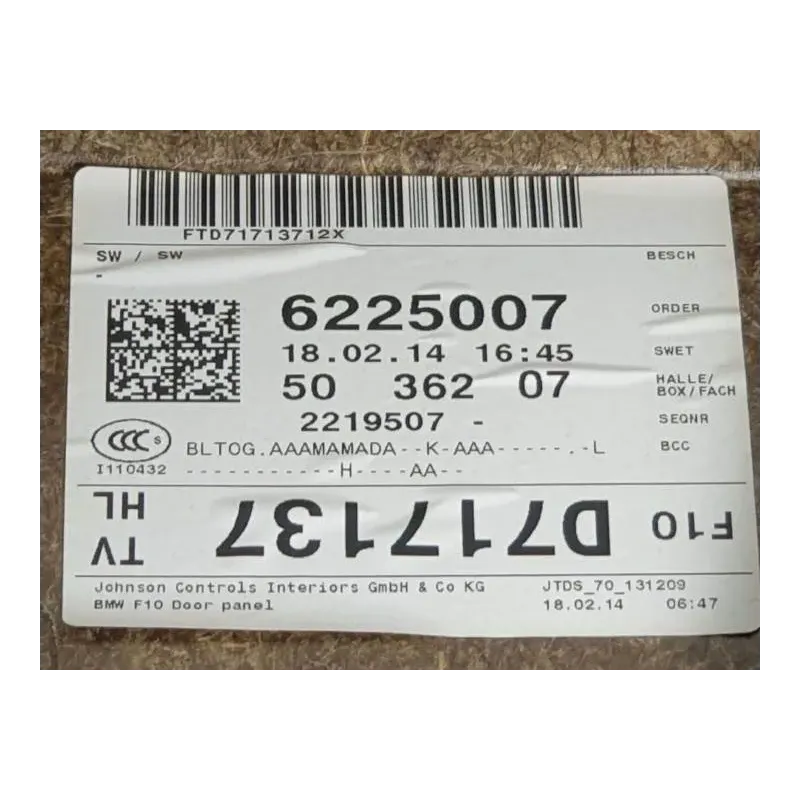 FTD71713712X
SW / SW BESCH
-
6225007 ORDER
18.02.14 16:45 SWET
50 362 07 HALLE/
BOX/FACH
2219507 - SEQNR
CCC S
I110432
BLTOG.AAAMAMADA--K-AAA------.-L BCC
-----------H----AA--
F10 D717137 HL
TV
Johnson Controls Interiors GmbH & Co KG JTDS_70_131209
BMW F10 Door panel 18.02.14 06:47